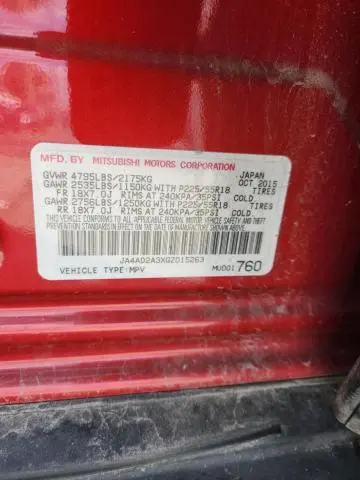 MFD. BY MITSUBISHI MOTORS CORPORATION
GVWR 4795LBS/2175KG JAPAN
GAWR 2535LBS/1150KG WITH P225/55R18 OCT 2015 TIRES
FR 18X7.0J RIMS AT 240KPA/35PSI COLD
GAWR 2756LBS/1250KG WITH P225/55R18 TIRES
RR 18X7.0J RIMS AT 240KPA/35PSI COLD
THIS VEHICLE CONFORMS TO ALL APPLICABLE FEDERAL MOTOR VEHICLE SAFETY AND THEFT
PREVENTION STANDARDS IN EFFECT ON THE DATE OF MANUFACTURE SHOWN ABOVE.
JA4AD2A3XGZ015263
VEHICLE TYPE:MPV MU001 760